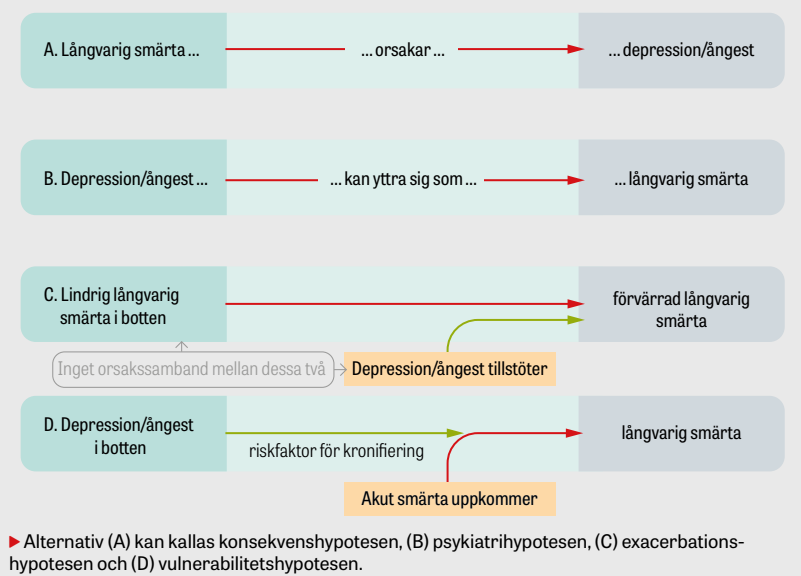 A. Långvarig smärta ... ... orsakar ... ... depression/ångest
B. Depression/ångest ... ... kan yttra sig som ... ... långvarig smärta
C. Lindrig långvarig
smärta i botten
förvärrad långvarig
smärta
Inget orsakssamband mellan dessa två
Depression/ångest tillstöter
D. Depression/ångest
i botten
riskfaktor för kronifiering
långvarig smärta
Akut smärta uppkommer
Alternativ (A) kan kallas konsekvenshypotesen, (B) psykiatrihypotesen, (C) exacerbations-
hypotesen och (D) vulnerabilitetshypotesen.